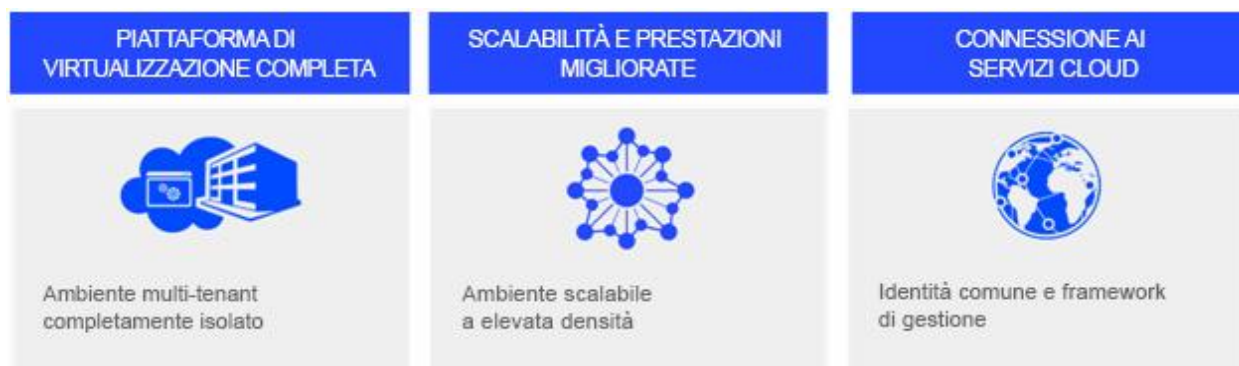 PIATTAFORMA DI
VIRTUALIZZAZIONE COMPLETA
Ambiente multi-tenant
completamente isolato
SCALABILITÀ E PRESTAZIONI
MIGLIORATE
Ambiente scalabile
a elevata densità
CONNESSIONE AI
SERVIZI CLOUD
Identità comune e framework
di gestione